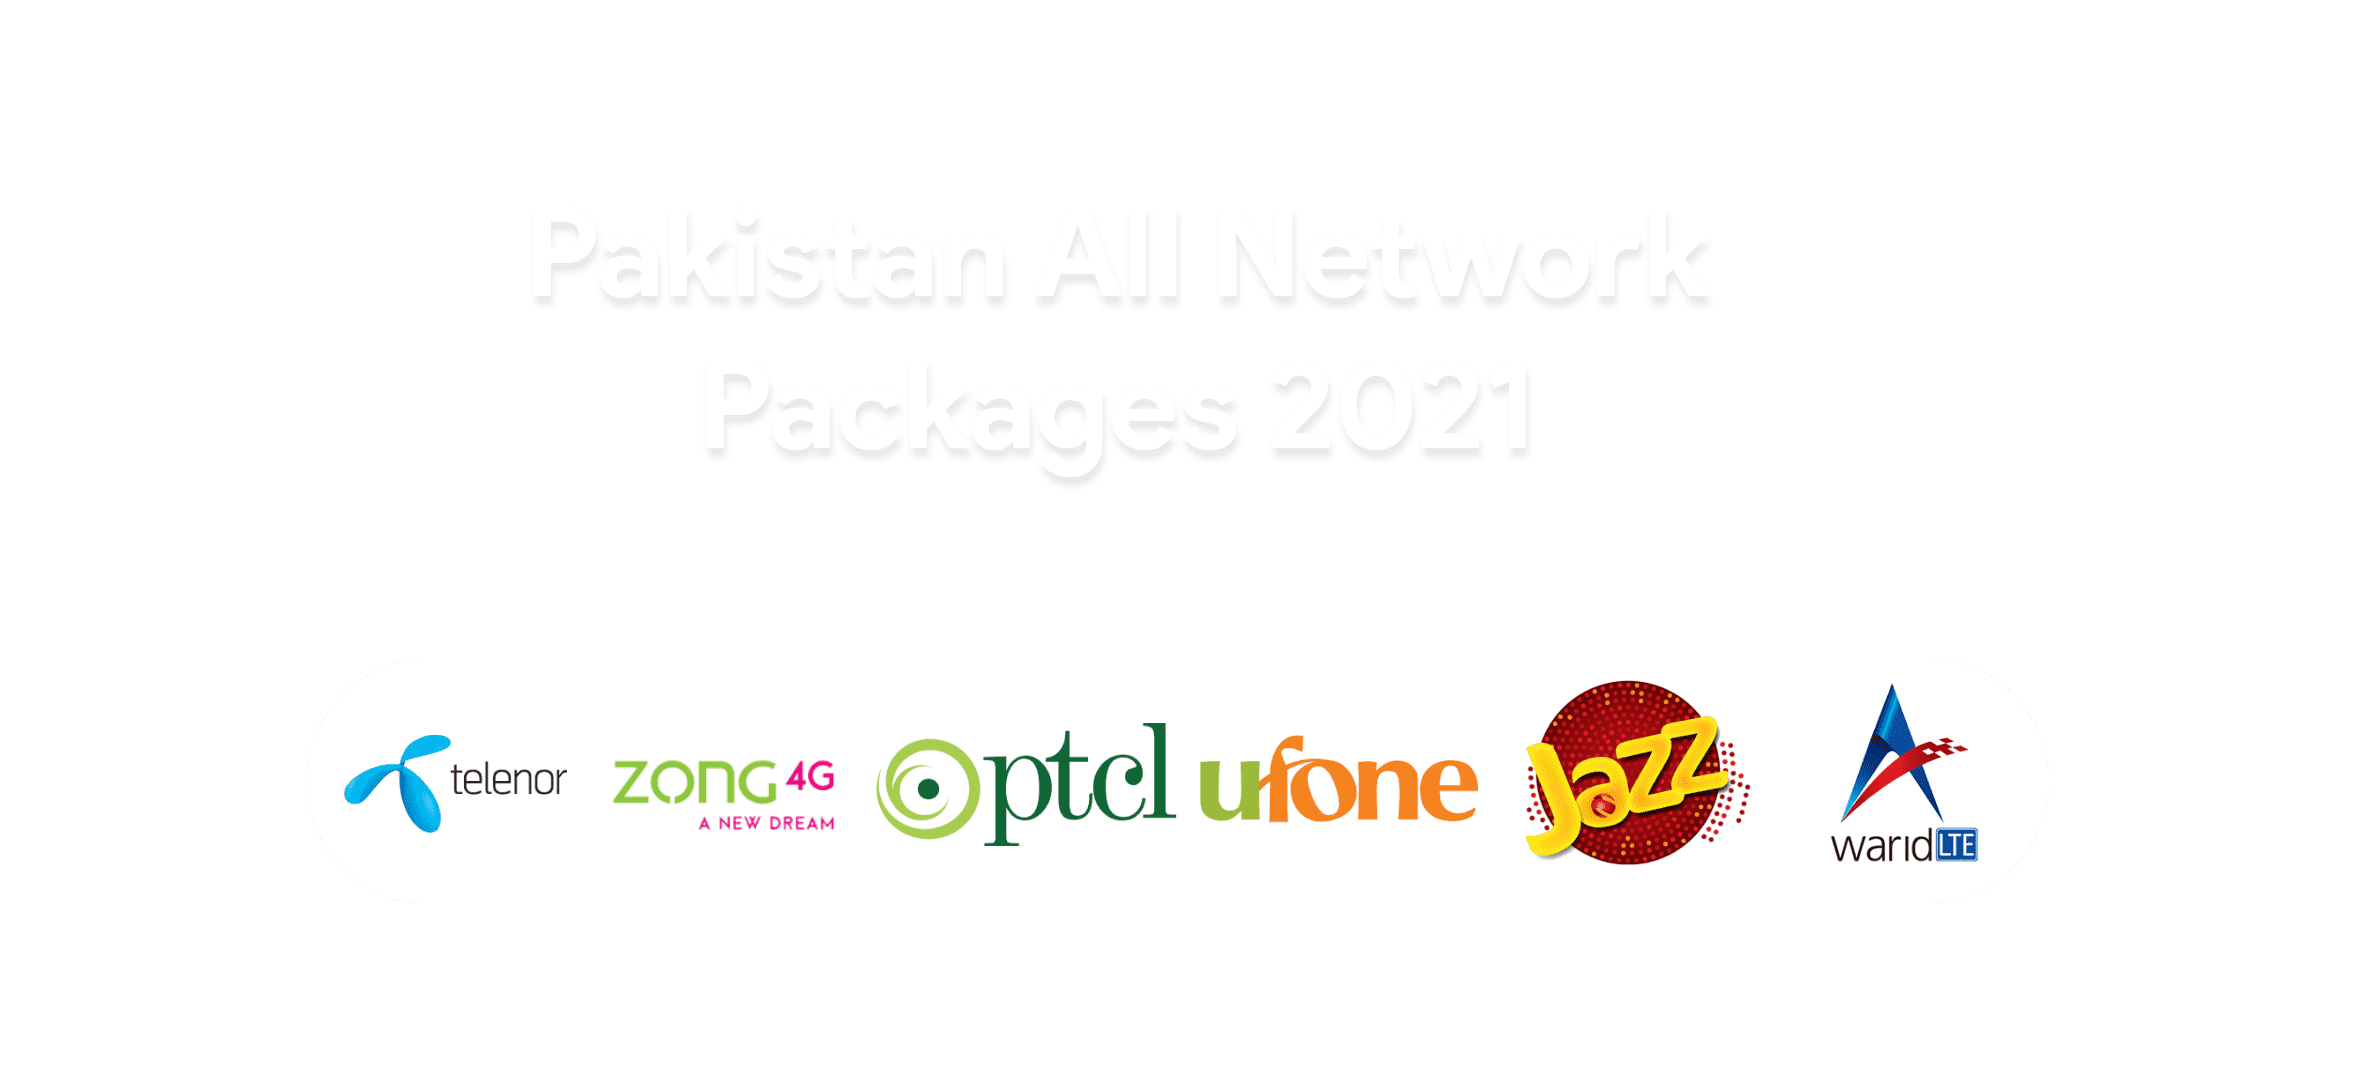 Pakistan All Network
Packages 2021
telenor
ZONG 4G
A NEW DREAM
ptcl
ufone
Jazz
warid LTE